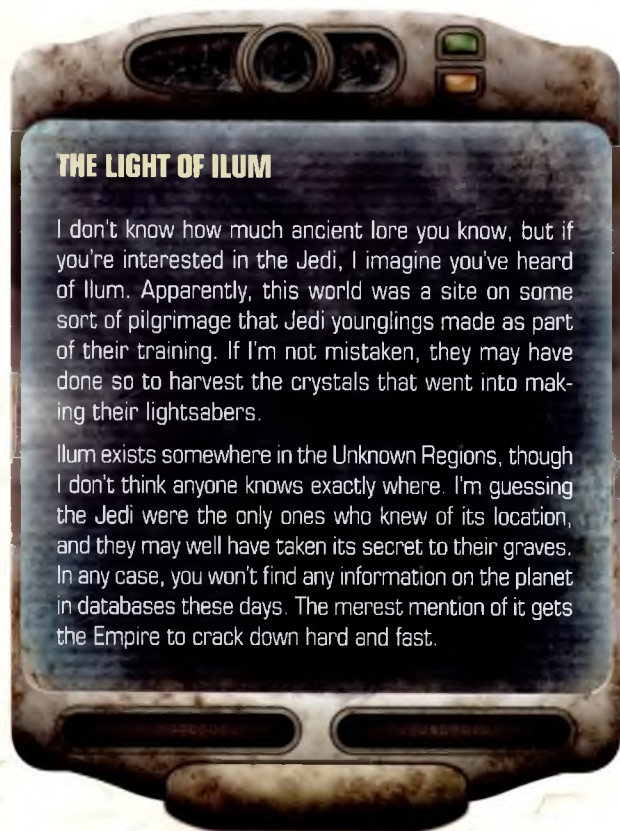 THE LIGHT OF ILUM
I don't know how much ancient lore you know, but if
you're interested in the Jedi, I imagine you've heard
of Ilum. Apparently, this world was a site on some
sort of pilgrimage that Jedi younglings made as part
of their training. If I'm not mistaken, they may have
done so to harvest the crystals that went into mak-
ing their lightsabers.
Ilum exists somewhere in the Unknown Regions, though
I don't think anyone knows exactly where. I'm guessing
the Jedi were the only ones who knew of its location,
and they may well have taken its secret to their graves.
In any case, you won't find any information on the planet
in databases these days. The merest mention of it gets
the Empire to crack down hard and fast.